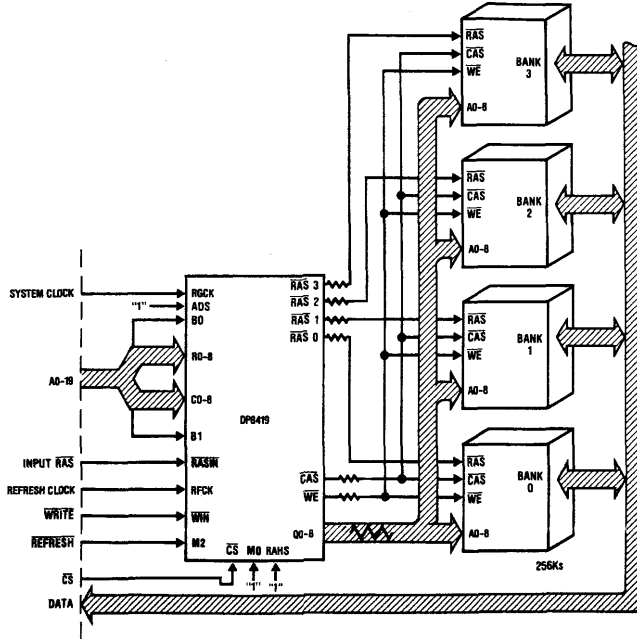 RAS
CAS
WE
A0-8
BANK
3
RAS
CAS
WE
A0-8
BANK
2
RAS
CAS
WE
A0-8
BANK
1
RAS
CAS
WE
A0-8
BANK
0
256Ks
SYSTEM CLOCK
"1"
A0-19
INPUT RAS
REFRESH CLOCK
WRITE
REFRESH
CS
DATA
RGCK
ADS
B0
R0-8
C0-8
B1
RASIN
RFCK
WIN
M2
DP8419
RAS 3
RAS 2
RAS 1
RAS 0
CAS
WE
Q0-8
CS M0 RAHS
"1" "1"